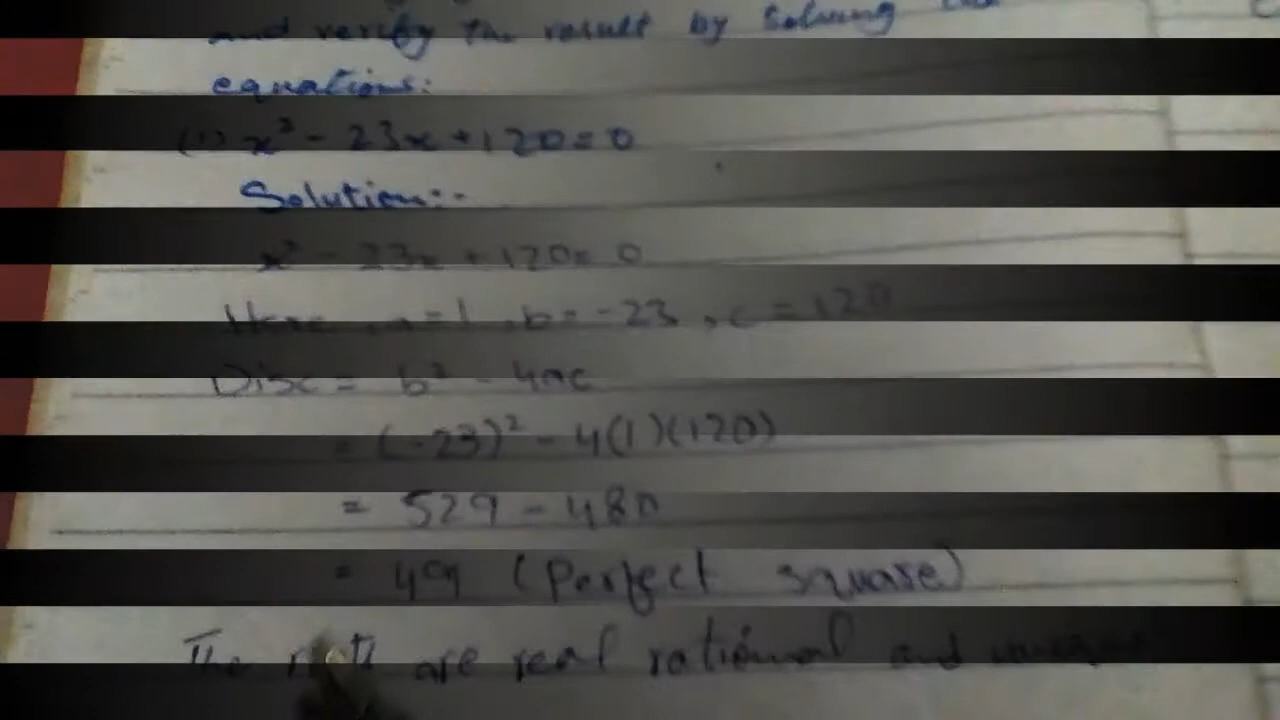 and verify the result by solving the
equations:
(1) x² - 23x + 120 = 0
Solution:-
x² - 23x + 120 = 0
Here, a = 1, b = -23, c = 120
Disc = b² - 4ac
= (-23)² - 4(1)(120)
= 529 - 480
= 49 (Perfect square)
The roots are real rational and